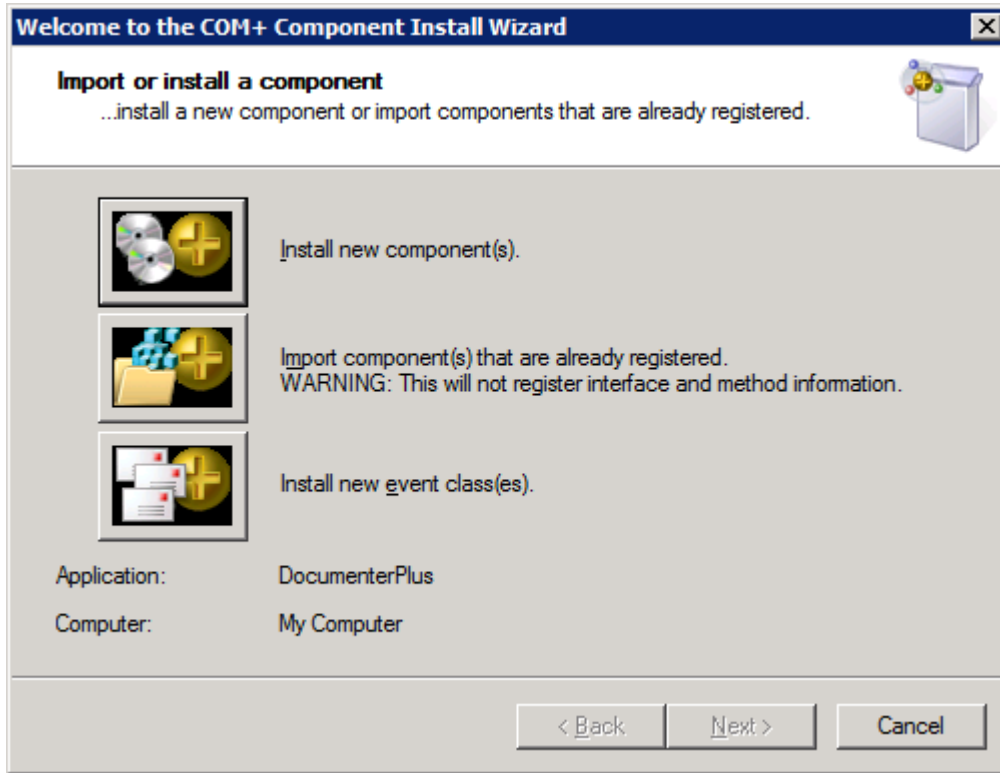 Welcome to the COM+ Component Install Wizard
Import or install a component
...install a new component or import components that are already registered.
Install new component(s).
Import component(s) that are already registered.
WARNING: This will not register interface and method information.
Install new event class(es).
Application: DocumenterPlus
Computer: My Computer
< Back Next > Cancel